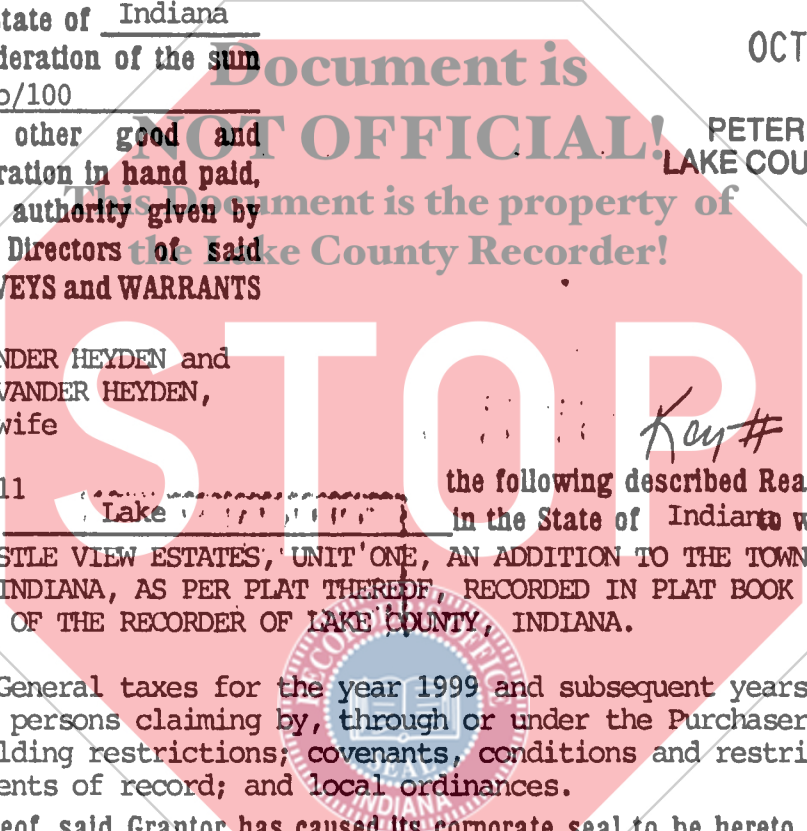 state of Indiana
deration of the sum
OCT
o/100
other good and
PETER
ration in hand paid,
LAKE COU
authority given by
Directors of said
VEYS and WARRANTS
Document is
NOT OFFICIAL!
This Document is the property of
the Lake County Recorder!
STOP
NDER HEYDEN and
VANDER HEYDEN,
wife
Key #
11
the following described Rea
Lake in the State of Indiana to w
STLE VIEW ESTATES, UNIT ONE, AN ADDITION TO THE TOWN
INDIANA, AS PER PLAT THEREOF, RECORDED IN PLAT BOOK
OF THE RECORDER OF LAKE COUNTY, INDIANA.
General taxes for the year 1999 and subsequent years
persons claiming by, through or under the Purchaser
lding restrictions; covenants, conditions and restri
ents of record; and local ordinances.
RECORDER'S OFFICE
SEAL
INDIANA
eof, said Grantor has caused its corporate seal to be hereto